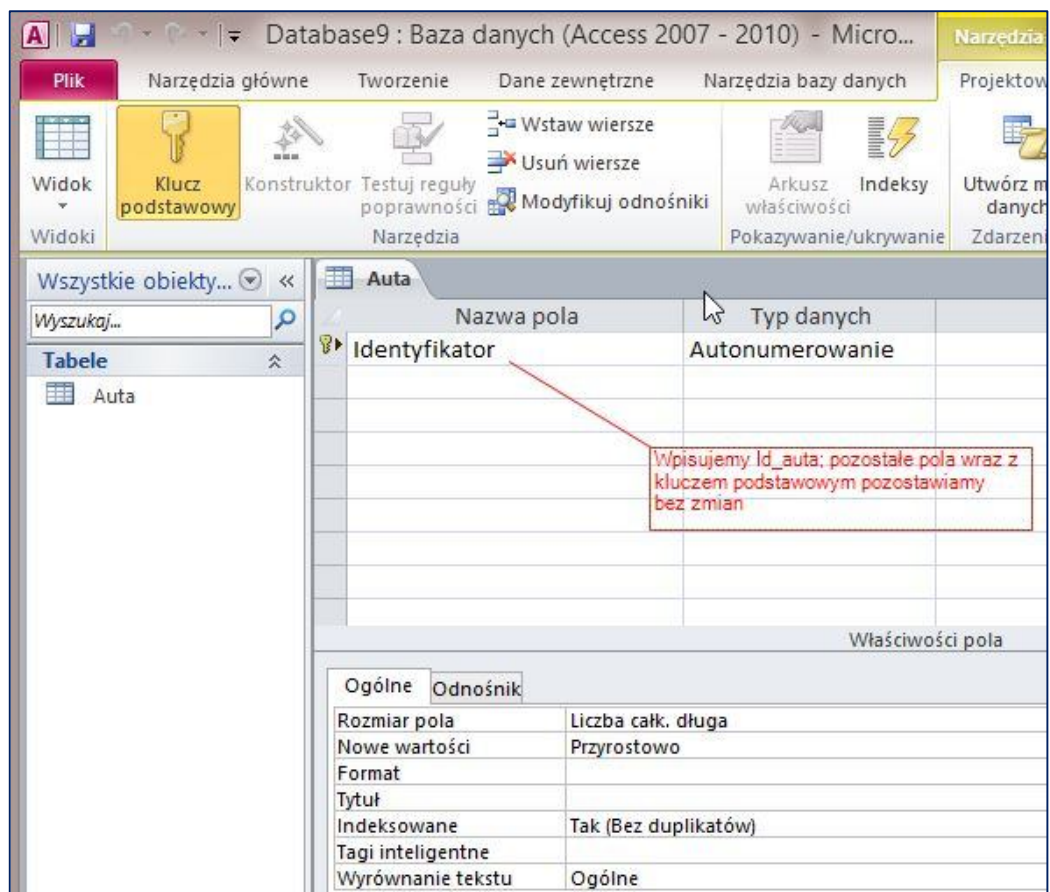 Database9 : Baza danych (Access 2007 - 2010) - Micro...
Narzędzia
Plik Narzędzia główne Tworzenie Dane zewnętrzne Narzędzia bazy danych Projektow
Wstaw wiersze
Usuń wiersze
Modyfikuj odnośniki
Widok
Klucz podstawowy
Konstruktor
Testuj reguły poprawności
Arkusz właściwości
Indeksy
Utwórz m
danych
Widoki Narzędzia Pokazywanie/ukrywanie Zdarzeni
Wszystkie obiekty...
Wyszukaj...
Tabele
Auta
Auta
Nazwa pola Typ danych
Identyfikator Autonumerowanie
Wpisujemy Id_auta; pozostałe pola wraz z
kluczem podstawowym pozostawiamy
bez zmian
Właściwości pola
Ogólne Odnośnik
Rozmiar pola Liczba całk. długa
Nowe wartości Przyrostowo
Format
Tytuł
Indeksowane Tak (Bez duplikatów)
Tagi inteligentne
Wyrównanie tekstu Ogólne